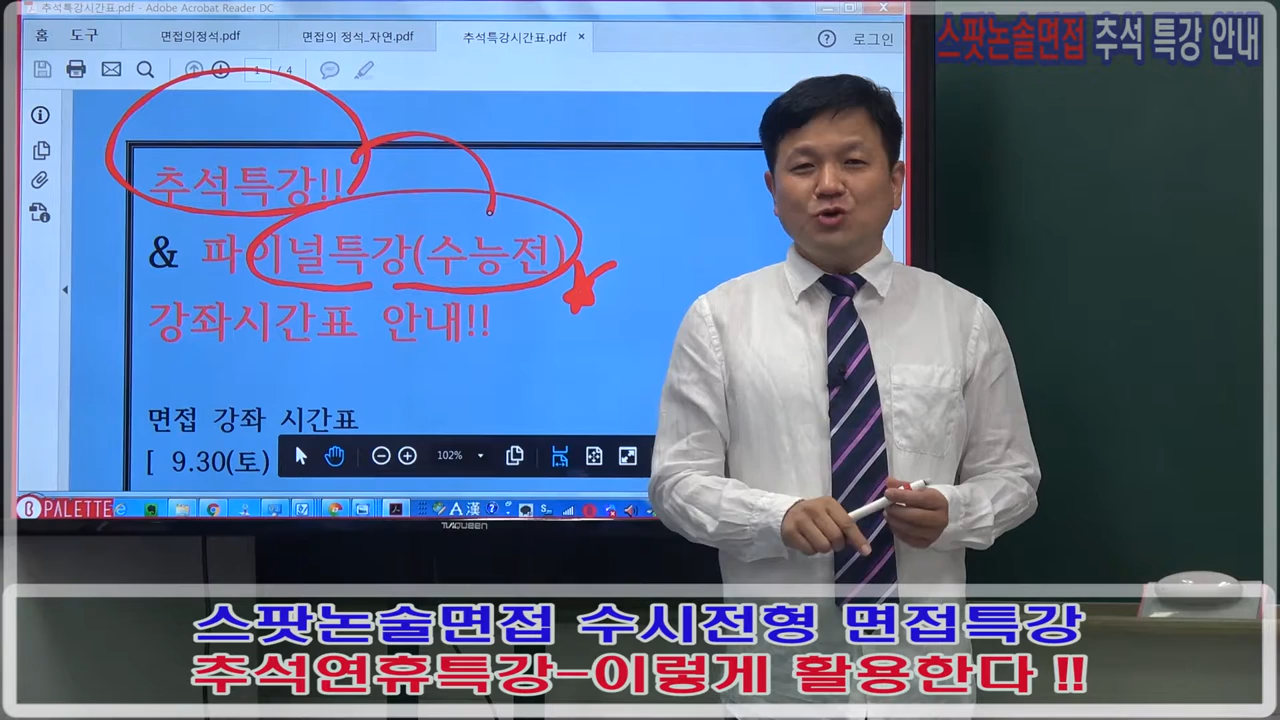 추석특강시간표.pdf - Adobe Acrobat Reader DC
스팟논술면접 추석 특강 안내
홈 도구 면접의정석.pdf 면접의 정석_자연.pdf 추석특강시간표.pdf × ? 로그인
1 / 4
추석특강!!
& 파이널특강(수능전)
강좌시간표 안내!!
면접 강좌 시간표
[ 9.30(토)
102%
PALETTE
A 漢
스팟논술면접 수시전형 면접특강
추석연휴특강-이렇게 활용한다 !!